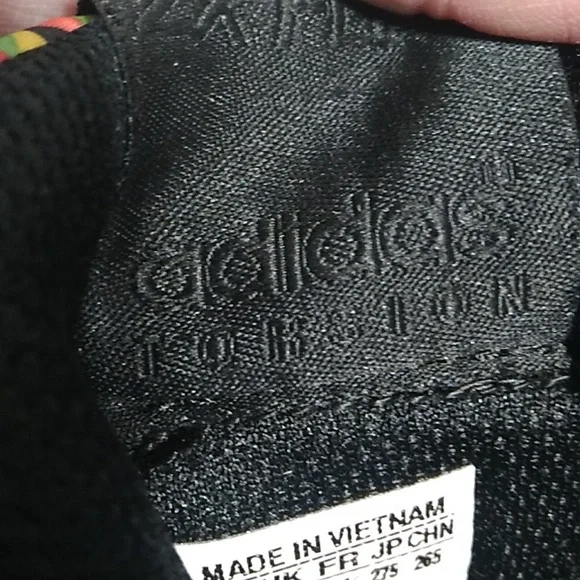 adidas
TORSION
MADE IN VIETNAM
UK FR JP CHN
275 265